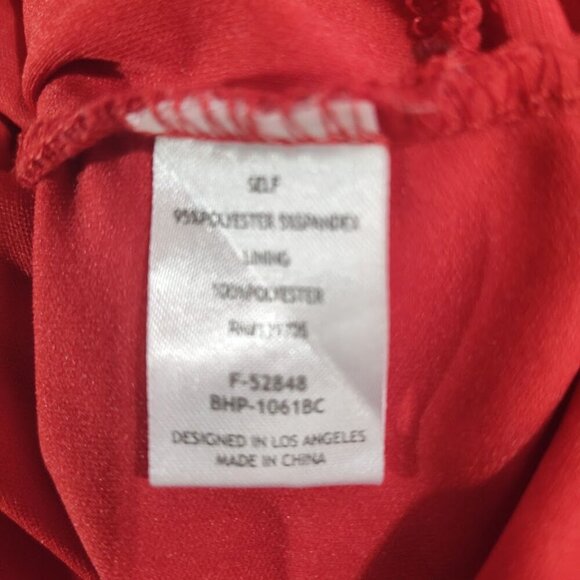 SELF
95%POLYESTER 5%SPANDEX
LINING
100%POLYESTER
F-52848
BHP-1061BC
DESIGNED IN LOS ANGELES
MADE IN CHINA